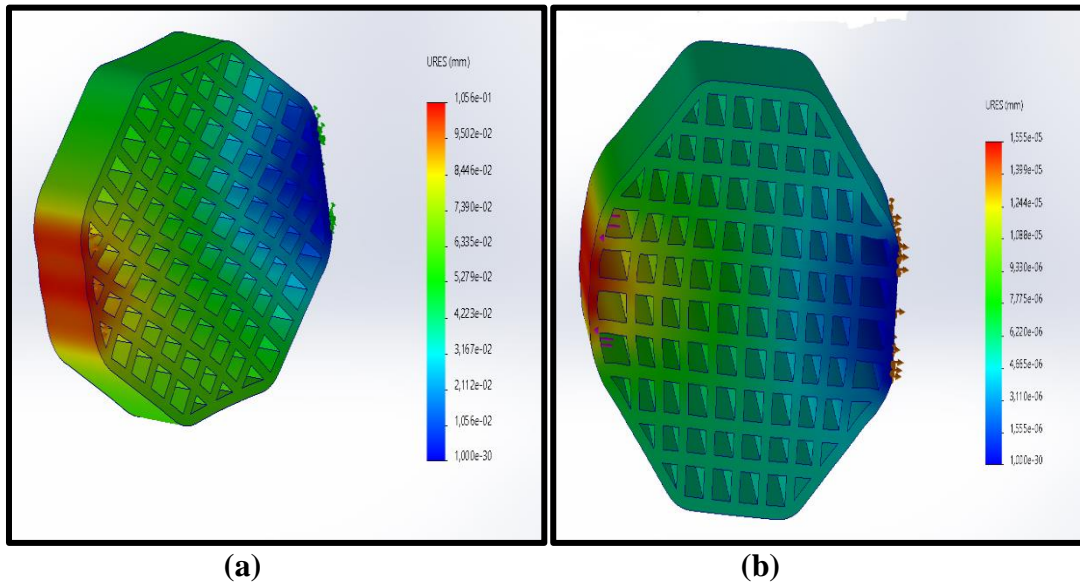 URES (mm)
1,056e-01
9,502e-02
8,446e-02
7,390e-02
6,335e-02
5,279e-02
4,223e-02
3,167e-02
2,112e-02
1,056e-02
1,000e-30
URES (mm)
1,555e-05
1,399e-05
1,244e-05
1,088e-05
9,330e-06
7,775e-06
6,220e-06
4,665e-06
3,110e-06
1,555e-06
1,000e-30
(a)
(b)